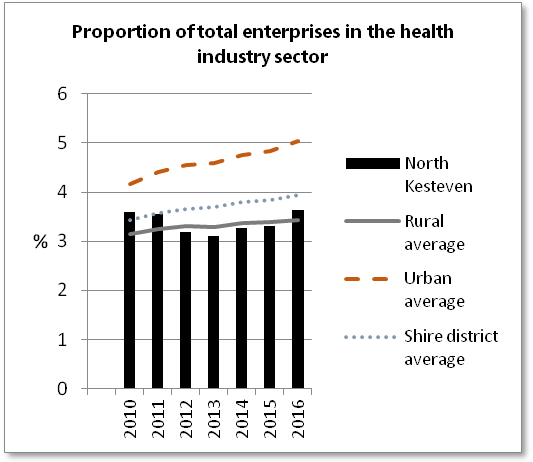 Proportion of total enterprises in the health
industry sector
6
5
4
3
2
1
0
%
2010
2011
2012
2013
2014
2015
2016
North
Kesteven
Rural
average
Urban
average
Shire district
average